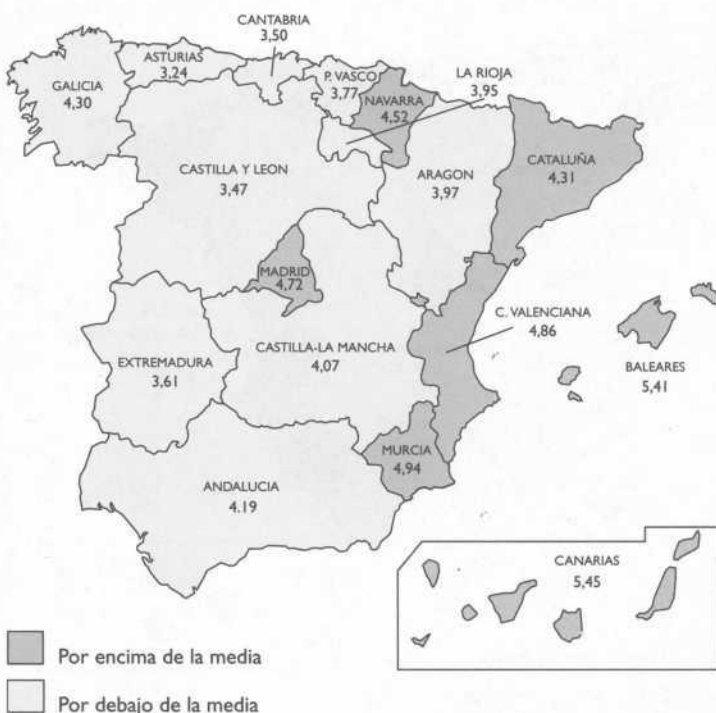 CANTABRIA
3,50
ASTURIAS
3,24
GALICIA
4,30
P. VASCO
3,77
LA RIOJA
3,95
NAVARRA
4,52
CASTILLA Y LEON
3,47
ARAGON
3,97
CATALUÑA
4,31
MADRID
4,72
C. VALENCIANA
4,86
EXTREMADURA
3,61
CASTILLA-LA MANCHA
4,07
BALEARES
5,41
MURCIA
4,94
ANDALUCIA
4.19
CANARIAS
5,45
Por encima de la media
Por debajo de la media